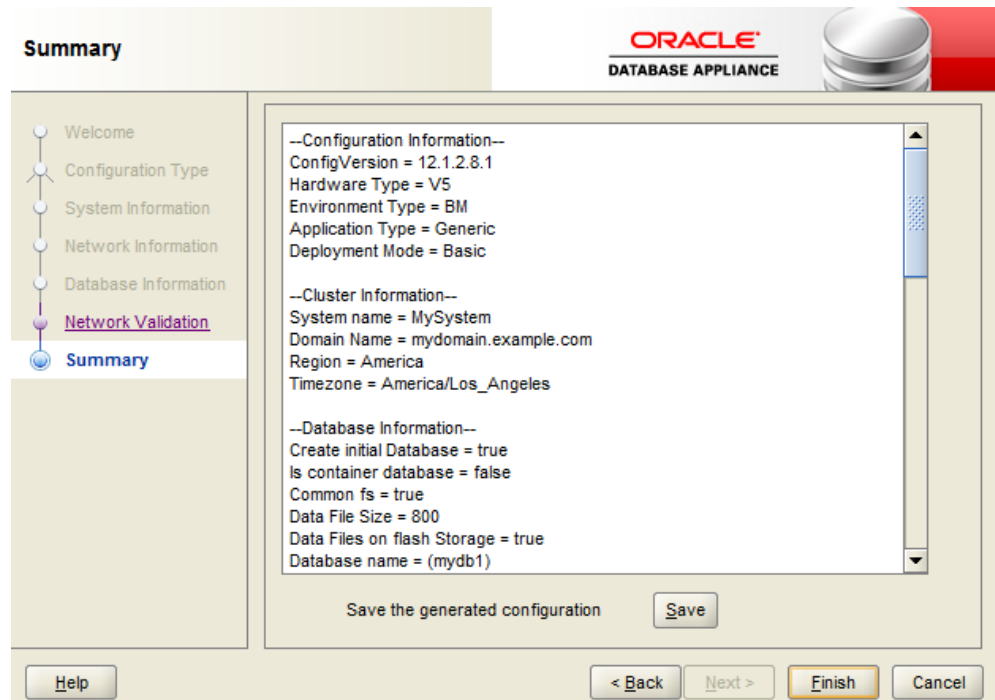 Summary
ORACLE
DATABASE APPLIANCE
Welcome
Configuration Type
System Information
Network Information
Database Information
Network Validation
Summary
--Configuration Information--
ConfigVersion = 12.1.2.8.1
Hardware Type = V5
Environment Type = BM
Application Type = Generic
Deployment Mode = Basic
--Cluster Information--
System name = MySystem
Domain Name = mydomain.example.com
Region = America
Timezone = America/Los_Angeles
--Database Information--
Create initial Database = true
Is container database = false
Common fs = true
Data File Size = 800
Data Files on flash Storage = true
Database name = (mydb1)
Save the generated configuration
Save
Help
< Back
Next >
Finish
Cancel